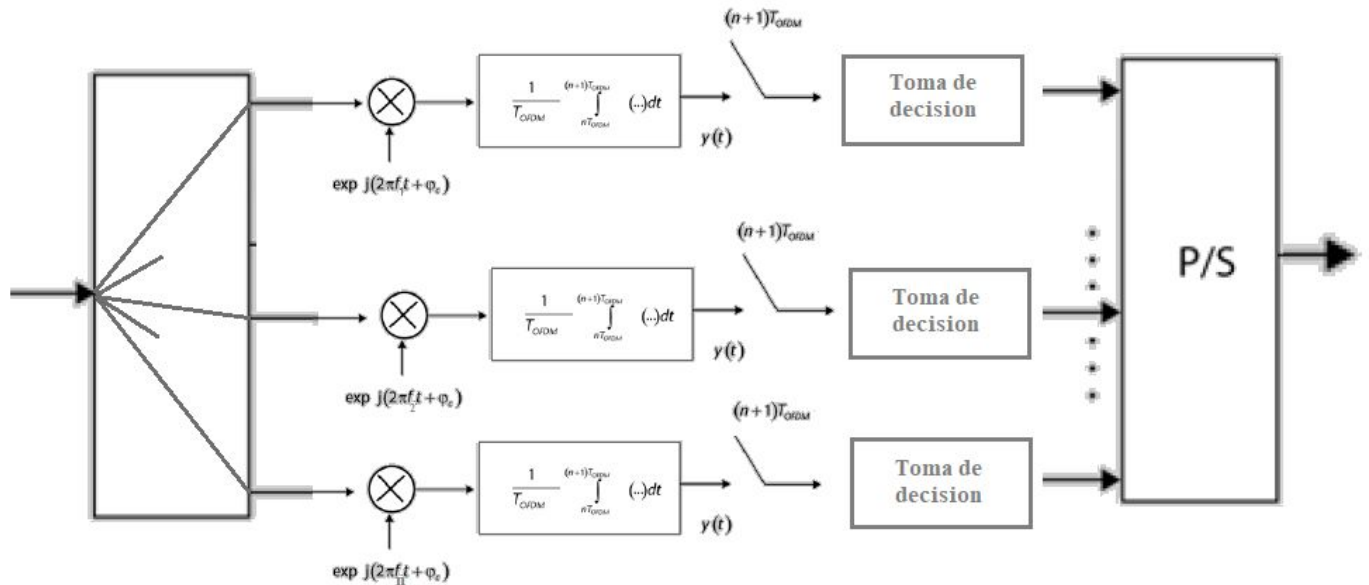 (n+1)T_OFDM
1/T_OFDM ∫_{nT_OFDM}^{(n+1)T_OFDM} (...)dt
y(t)
Toma de
decision
exp j(2πf₁t+φ_c)
(n+1)T_OFDM
1/T_OFDM ∫_{nT_OFDM}^{(n+1)T_OFDM} (...)dt
y(t)
Toma de
decision
P/S
exp j(2πf₂t+φ_c)
(n+1)T_OFDM
1/T_OFDM ∫_{nT_OFDM}^{(n+1)T_OFDM} (...)dt
y(t)
Toma de
decision
exp j(2πfₙt+φ_c)